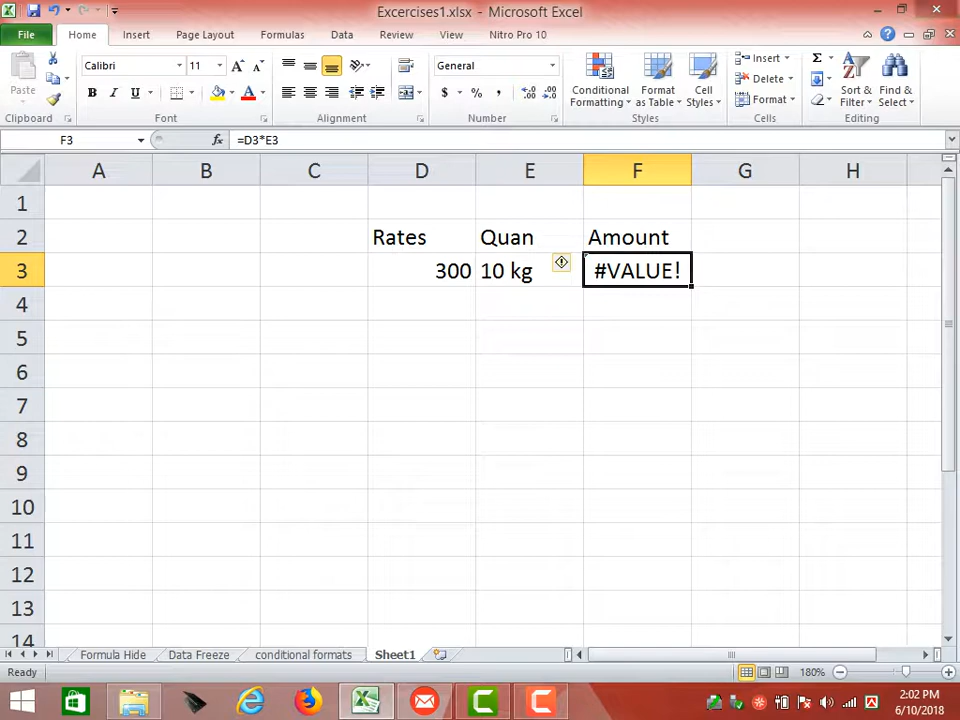 Excercises1.xlsx - Microsoft Excel
File Home Insert Page Layout Formulas Data Review View Nitro Pro 10
Paste
Calibri 11
B I U
General
$ % ,
Conditional Formatting
Format as Table
Cell Styles
Insert
Delete
Format
Σ
Sort & Filter
Find & Select
Clipboard Font Alignment Number Styles Cells Editing
F3 fx =D3*E3
A B C D E F G H
1
2 Rates Quan Amount
3 300 10 kg #VALUE!
4
5
6
7
8
9
10
11
12
13
14
Formula Hide Data Freeze conditional formats Sheet1
Ready 180%
2:02 PM
6/10/2018